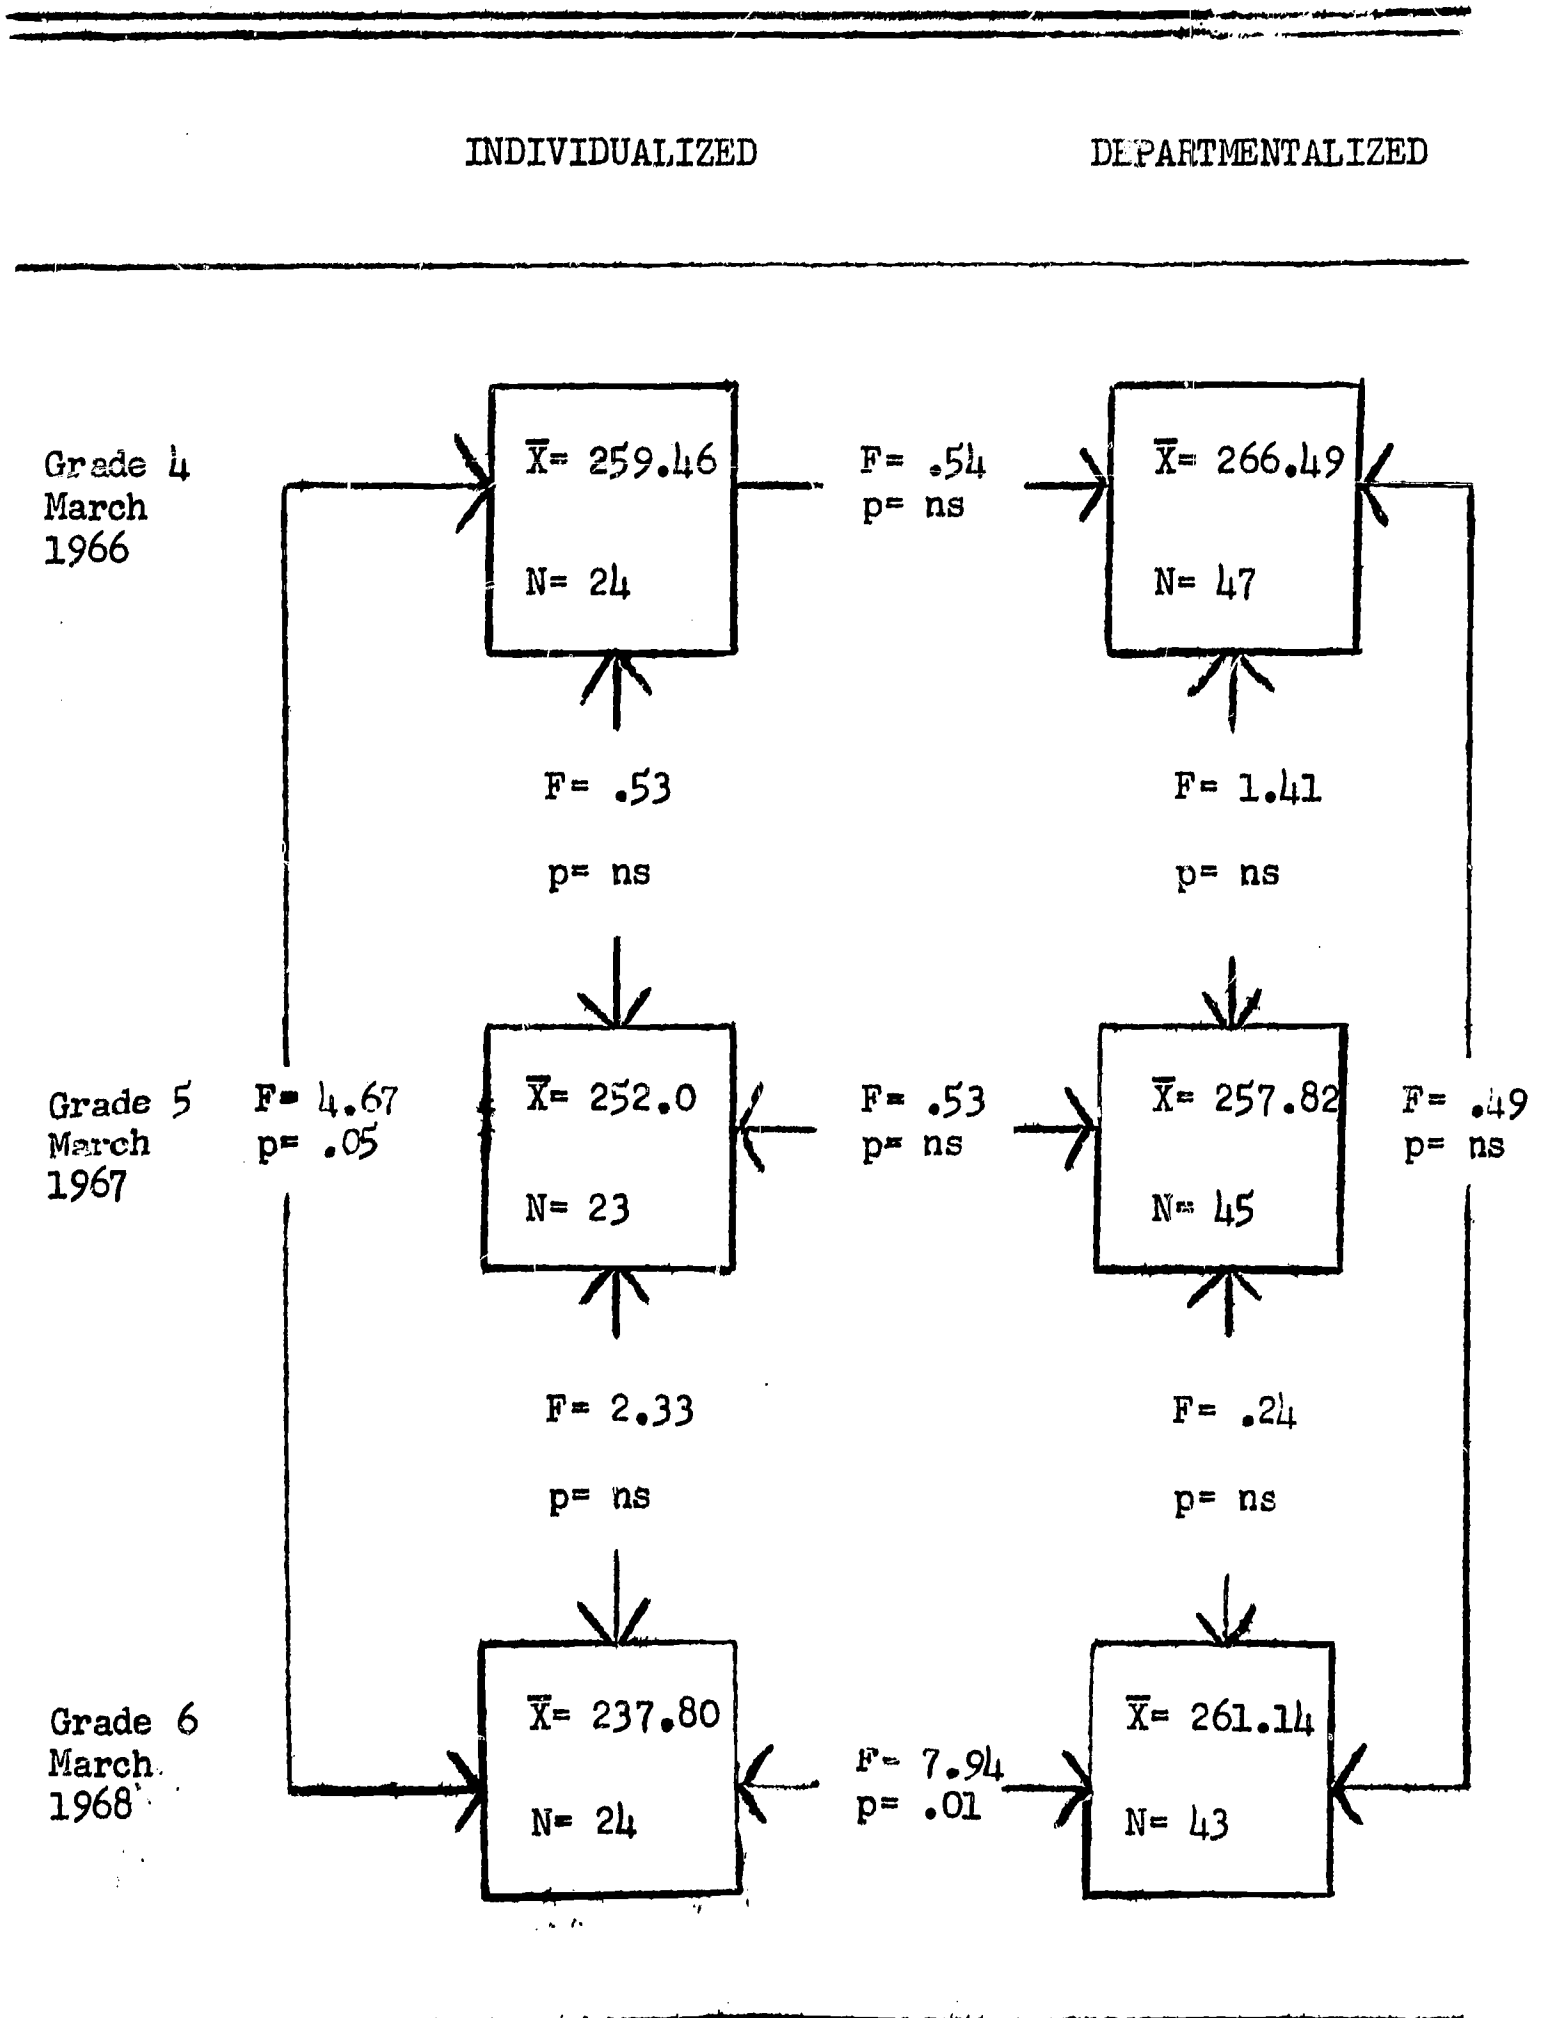 INDIVIDUALIZED DEPARTMENTALIZED
Grade 4
March
1966
X̅= 259.46
N= 24
F= .54
p= ns
X̅= 266.49
N= 47
F= .53
p= ns
F= 1.41
p= ns
Grade 5
March
1967
F= 4.67
p= .05
X̅= 252.0
N= 23
F= .53
p= ns
X̅= 257.82
N= 45
F= .49
p= ns
F= 2.33
p= ns
F= .24
p= ns
Grade 6
March
1968
X̅= 237.80
N= 24
F= 7.94
p= .01
X̅= 261.14
N= 43